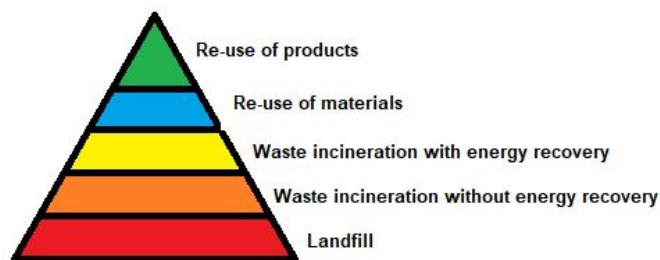 Re-use of products
Re-use of materials
Waste incineration with energy recovery
Waste incineration without energy recovery
Landfill